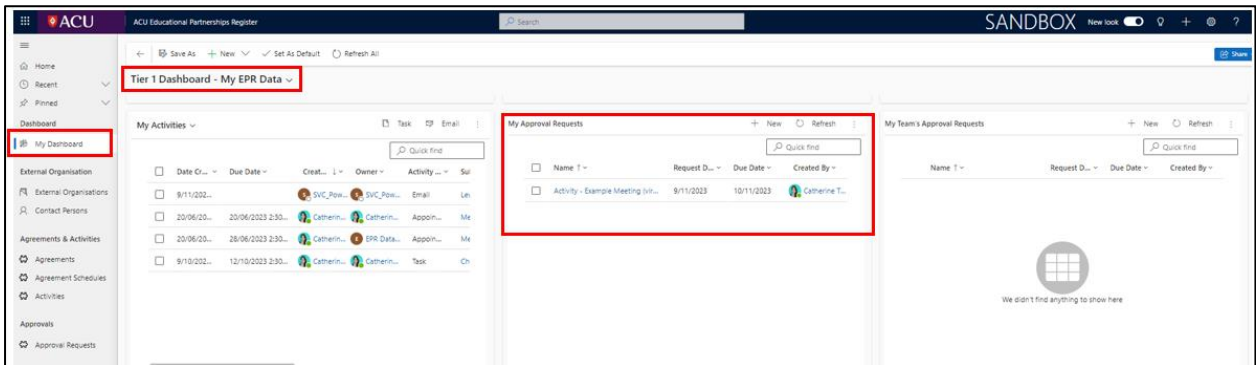 ACU
ACU Educational Partnerships Register
Search
SANDBOX
New look
Save As
New
Set As Default
Refresh All
Share
Home
Recent
Pinned
Dashboard
My Dashboard
External Organisation
External Organisations
Contact Persons
Agreements & Activities
Agreements
Agreement Schedules
Activities
Approvals
Approval Requests
Tier 1 Dashboard - My EPR Data
My Activities
Task
Email
Quick find
Date Cr... Due Date Creat... Owner Activity ... Sul
9/11/202... SVC_Pow... SVC_Pow... Email Lev
20/06/20... 20/06/2023 2:30... Catherin... Catherin... Appoin... Me
20/06/20... 28/06/2023 2:30... Catherin... EPR Data... Appoin... Me
9/10/202... 12/10/2023 2:30... Catherin... Catherin... Task Ch
My Approval Requests
New
Refresh
Quick find
Name Request D... Due Date Created By
Activity - Example Meeting (vir... 9/11/2023 10/11/2023 Catherine T...
My Team's Approval Requests
New
Refresh
Quick find
Name Request D... Due Date Created By
We didn't find anything to show here